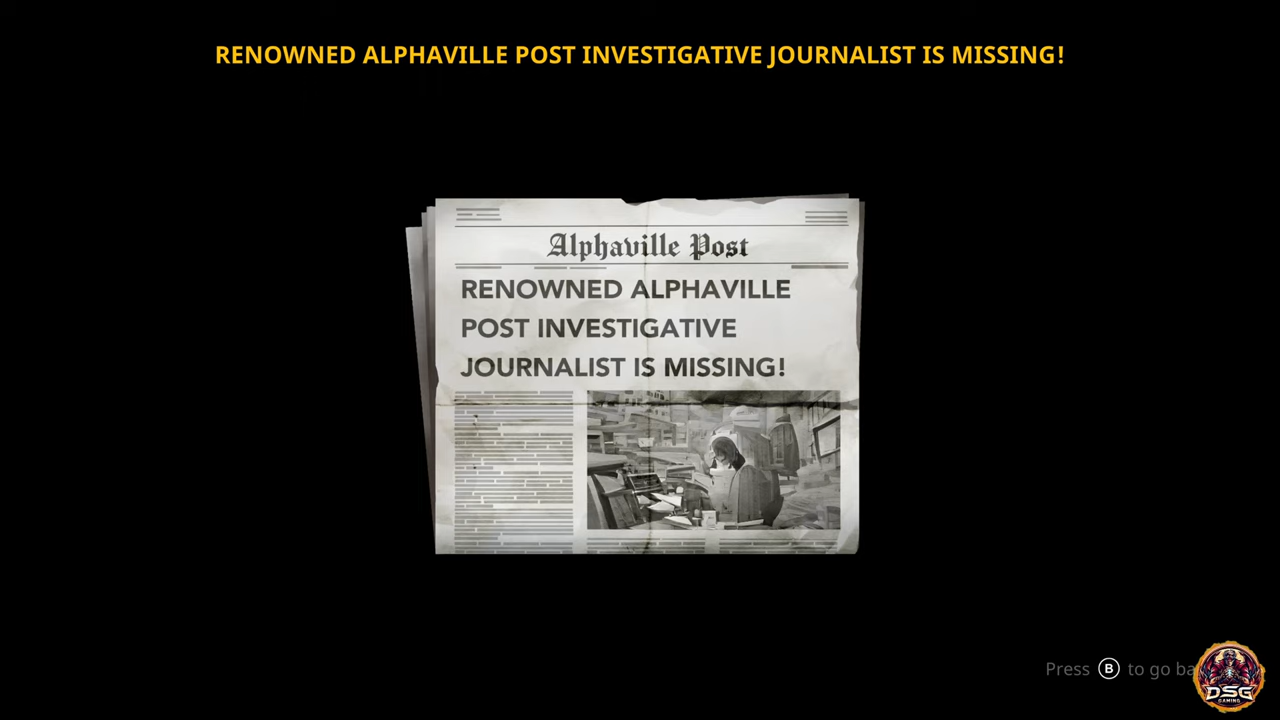 RENOWNED ALPHAVILLE POST INVESTIGATIVE JOURNALIST IS MISSING!
Alphaville Post
RENOWNED ALPHAVILLE
POST INVESTIGATIVE
JOURNALIST IS MISSING!
Press B to go ba
DSG
GAMING